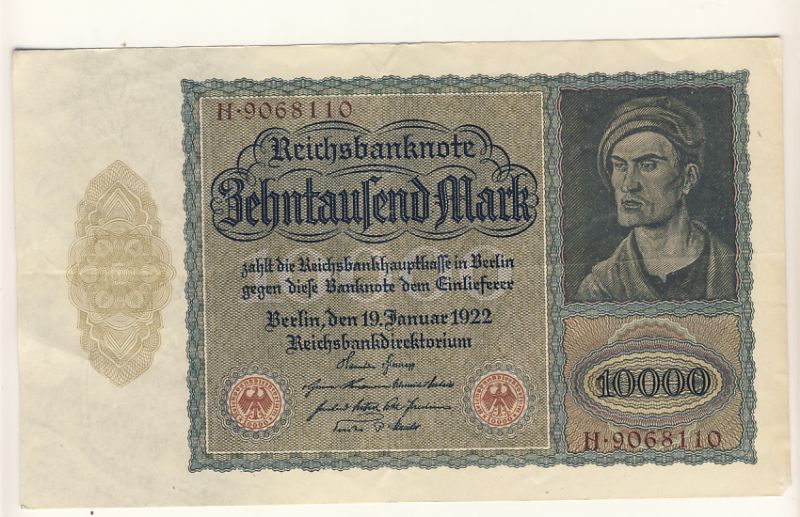 H·9068110
Reichsbanknote
Zehntausend Mark
10000
zahlt die Reichsbankhauptkasse in Berlin
gegen diese Banknote dem Einlieferer
Berlin, den 19. Januar 1922
Reichsbankdirektorium
10000
H·9068110